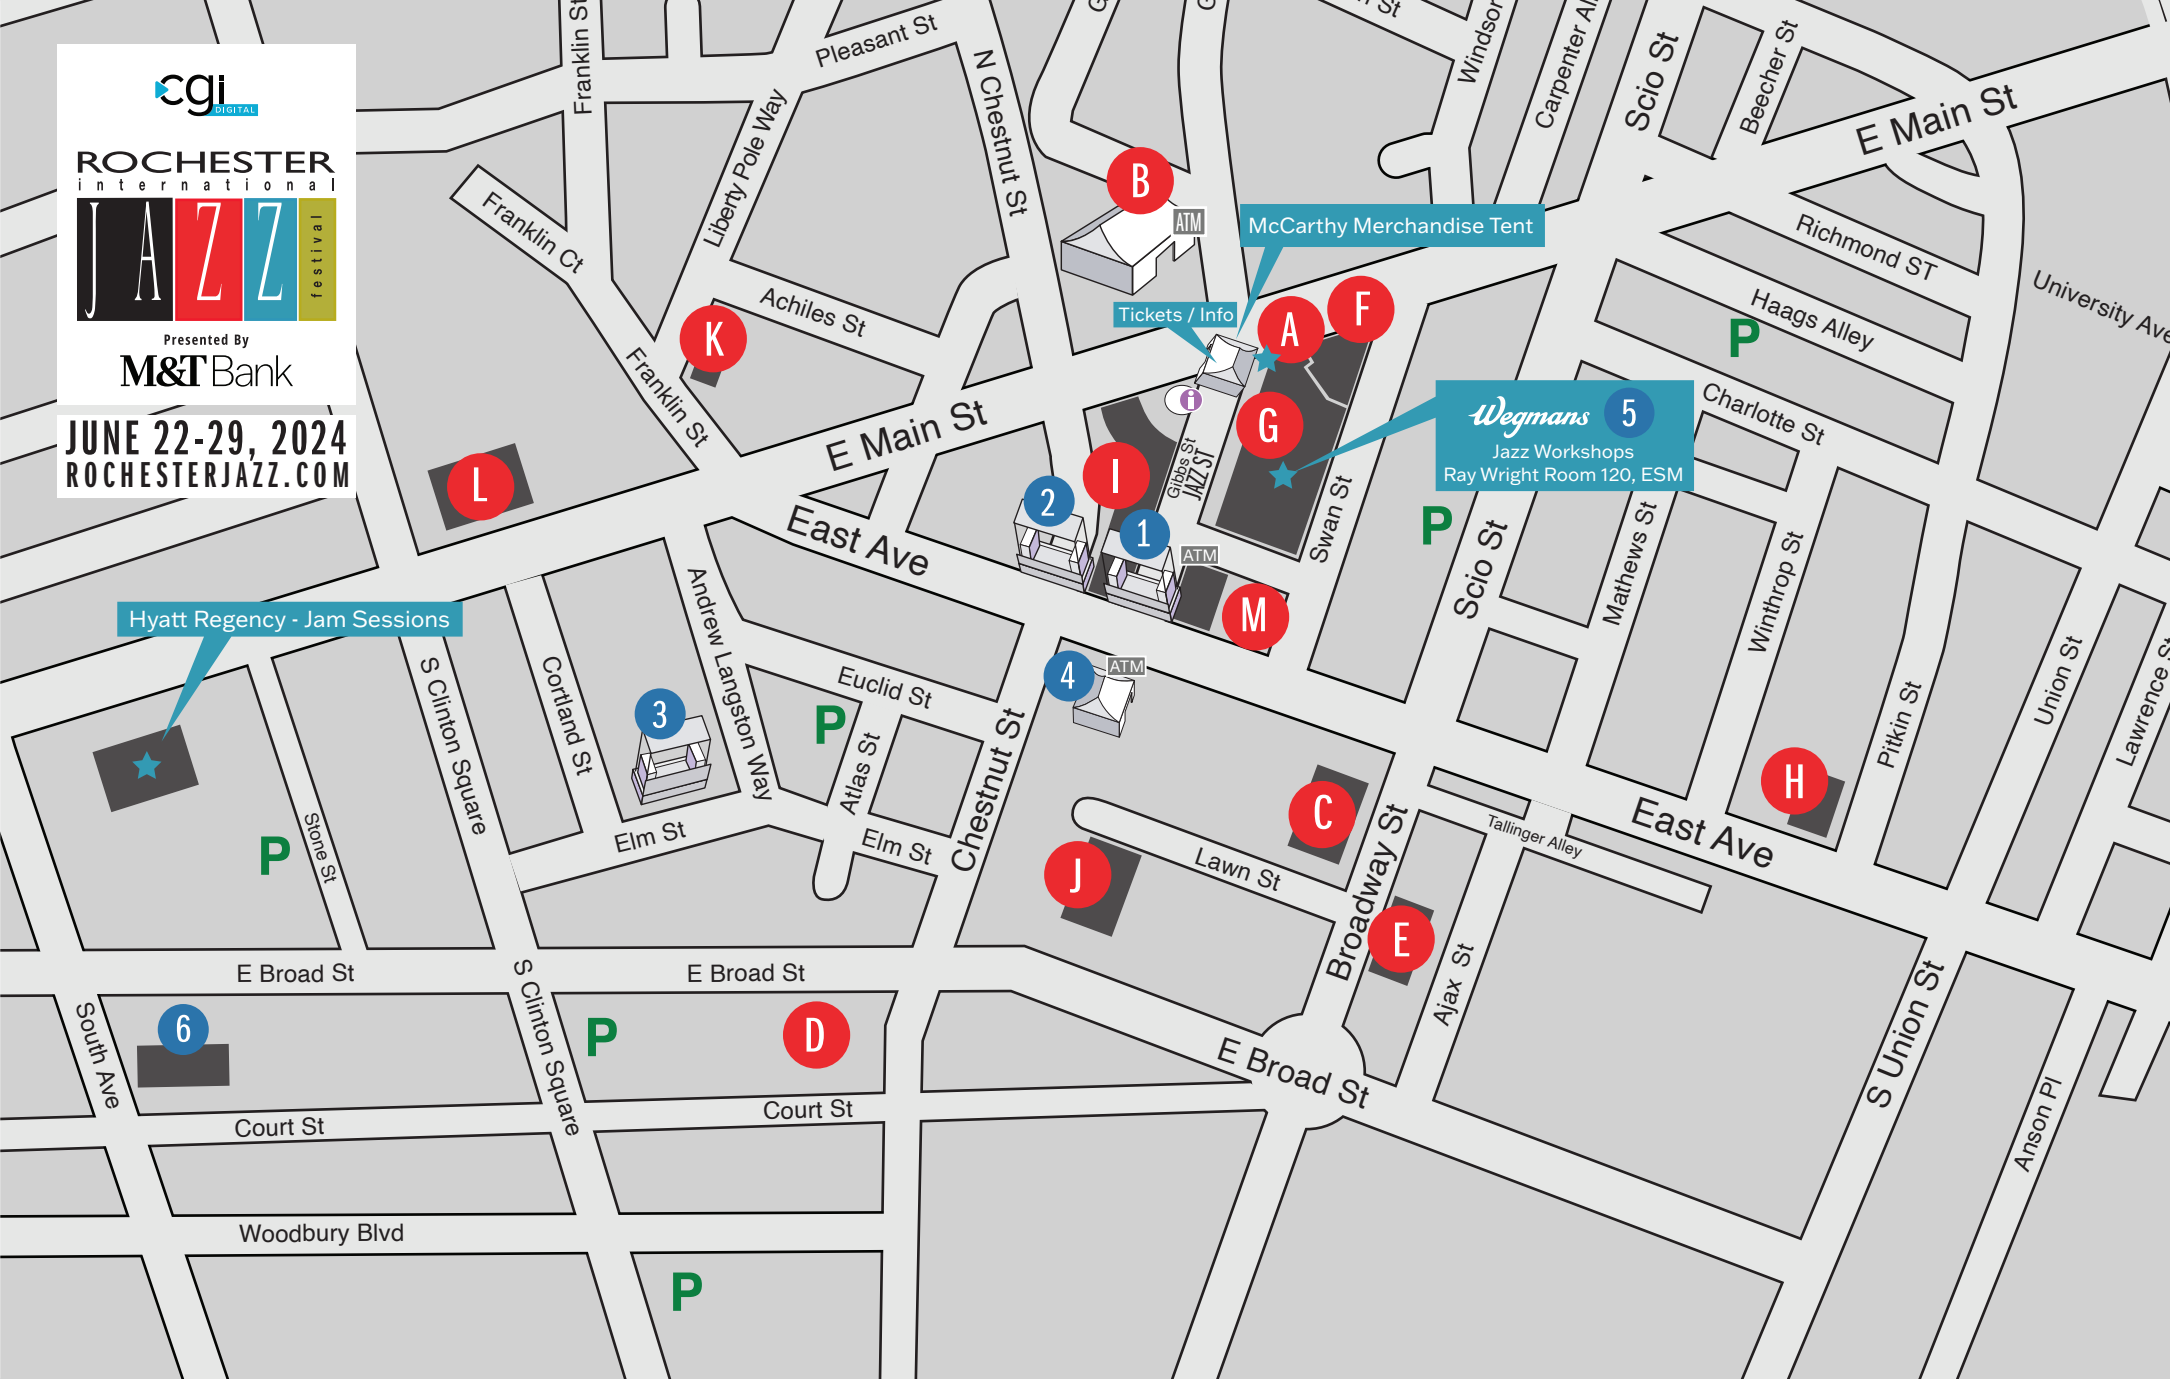 cgi
DIGITAL
ROCHESTER
international
JAZZ
festival
Presented By
M&T Bank
JUNE 22-29, 2024
ROCHESTERJAZZ.COM
Franklin St
Pleasant St
N Chestnut St
G
G
n St
Windsor
Carpenter Al
Scio St
Beecher St
E Main St
Liberty Pole Way
Franklin Ct
B
ATM
McCarthy Merchandise Tent
Richmond ST
University Ave
Achiles St
K
Tickets / Info
A
F
Haags Alley
P
Franklin St
i
Charlotte St
Wegmans 5
Jazz Workshops
Ray Wright Room 120, ESM
E Main St
G
Gibbs St
JAZZ ST
I
L
2
1
ATM
Swan St
P
East Ave
Scio St
Mathews St
Winthrop St
Hyatt Regency - Jam Sessions
M
Andrew Langston Way
Cortland St
S Clinton Square
Euclid St
4
ATM
3
P
Union St
Lawrence St
Pitkin St
Atlas St
Chestnut St
H
C
East Ave
Tallinger Alley
Elm St
Elm St
Stone St
P
Lawn St
J
Broadway St
E
Ajax St
E Broad St
E Broad St
S Clinton Square
South Ave
6
P
D
E Broad St
S Union St
Court St
Court St
Anson Pl
Woodbury Blvd
P